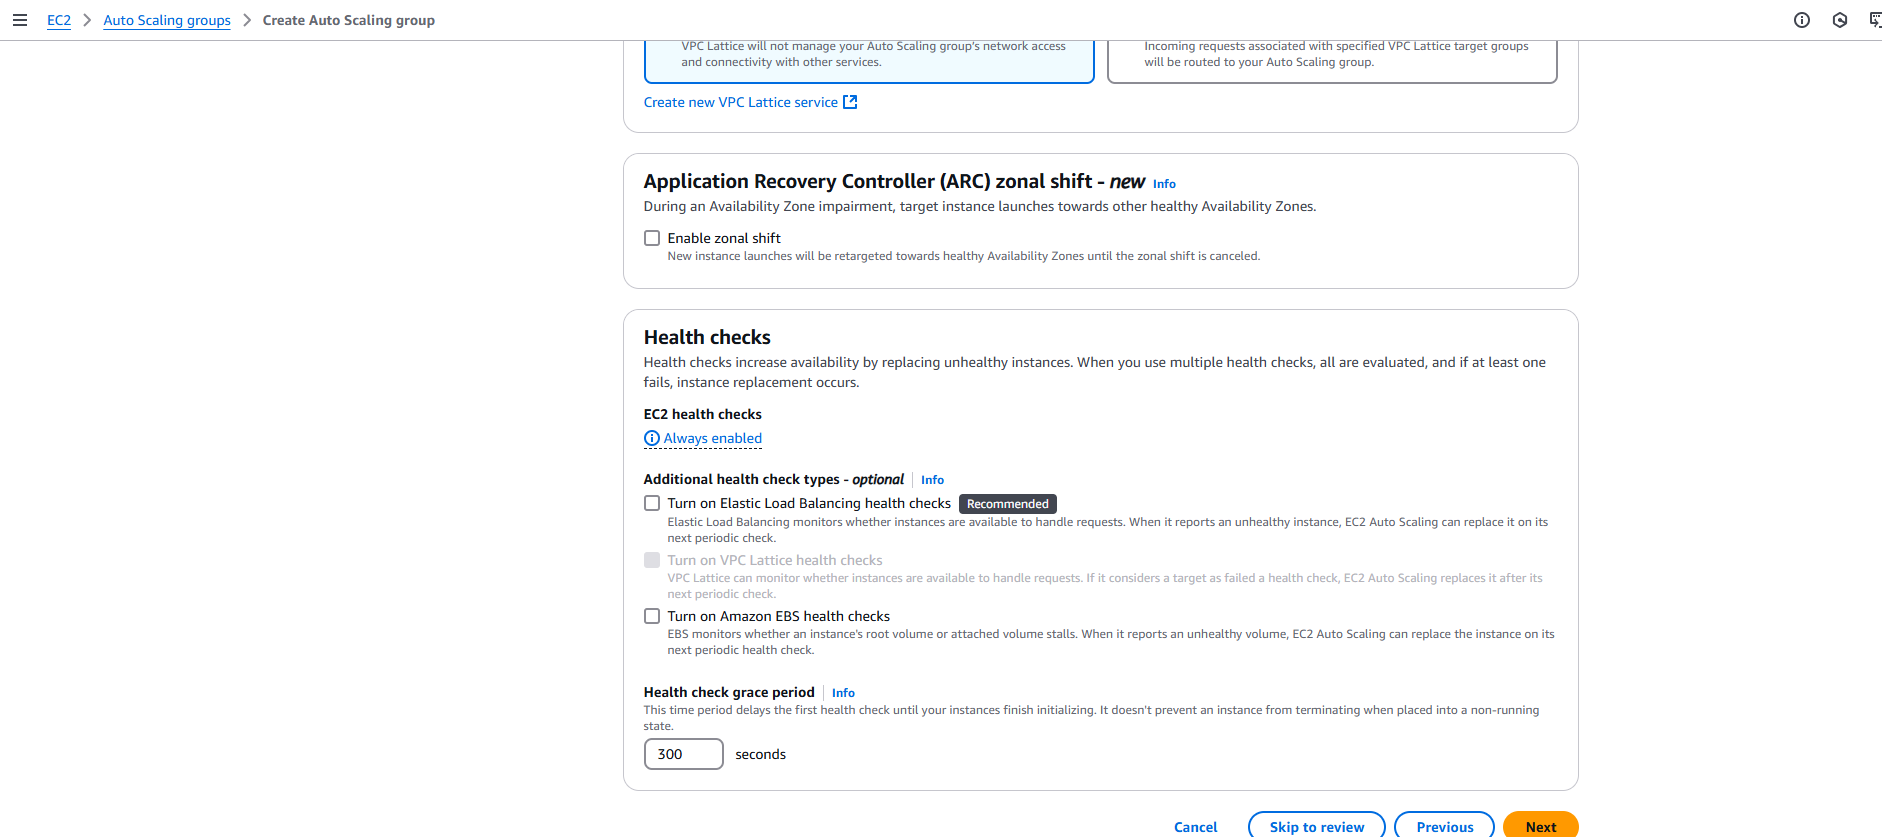 EC2 > Auto Scaling groups > Create Auto Scaling group
VPC Lattice will not manage your Auto Scaling group's network access
and connectivity with other services.
Incoming requests associated with specified VPC Lattice target groups
will be routed to your Auto Scaling group.
Create new VPC Lattice service
Application Recovery Controller (ARC) zonal shift - new Info
During an Availability Zone impairment, target instance launches towards other healthy Availability Zones.
Enable zonal shift
New instance launches will be retargeted towards healthy Availability Zones until the zonal shift is canceled.
Health checks
Health checks increase availability by replacing unhealthy instances. When you use multiple health checks, all are evaluated, and if at least one
fails, instance replacement occurs.
EC2 health checks
Always enabled
Additional health check types - optional Info
Turn on Elastic Load Balancing health checks Recommended
Elastic Load Balancing monitors whether instances are available to handle requests. When it reports an unhealthy instance, EC2 Auto Scaling can replace it on its
next periodic check.
Turn on VPC Lattice health checks
VPC Lattice can monitor whether instances are available to handle requests. If it considers a target as failed a health check, EC2 Auto Scaling replaces it after its
next periodic check.
Turn on Amazon EBS health checks
EBS monitors whether an instance's root volume or attached volume stalls. When it reports an unhealthy volume, EC2 Auto Scaling can replace the instance on its
next periodic health check.
Health check grace period Info
This time period delays the first health check until your instances finish initializing. It doesn't prevent an instance from terminating when placed into a non-running
state.
300 seconds
Cancel Skip to review Previous Next